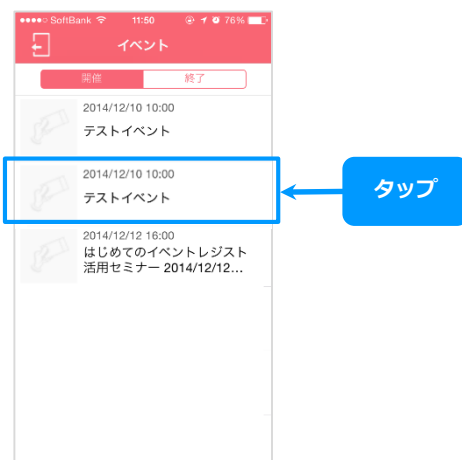 SoftBank 11:50 76%
イベント
開催 終了
2014/12/10 10:00
テストイベント
2014/12/10 10:00
テストイベント
タップ
2014/12/12 16:00
はじめてのイベントレジスト
活用セミナー 2014/12/12...